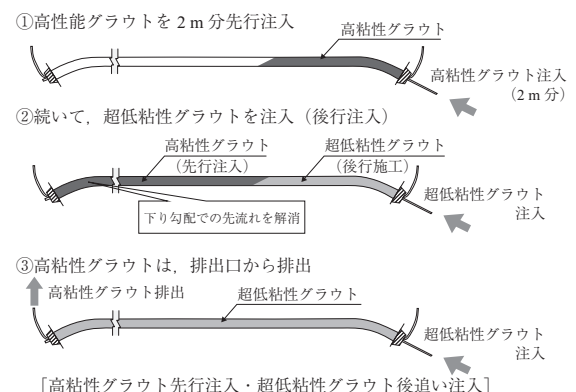 ①高性能グラウトを 2 m 分先行注入
高粘性グラウト
高粘性グラウト注入
（2 m 分）
②続いて，超低粘性グラウトを注入（後行注入）
高粘性グラウト
（先行注入）
超低粘性グラウト
（後行施工）
下り勾配での先流れを解消
超低粘性グラウト
注入
③高粘性グラウトは，排出口から排出
高粘性グラウト排出
超低粘性グラウト
超低粘性グラウト
注入
［高粘性グラウト先行注入・超低粘性グラウト後追い注入］